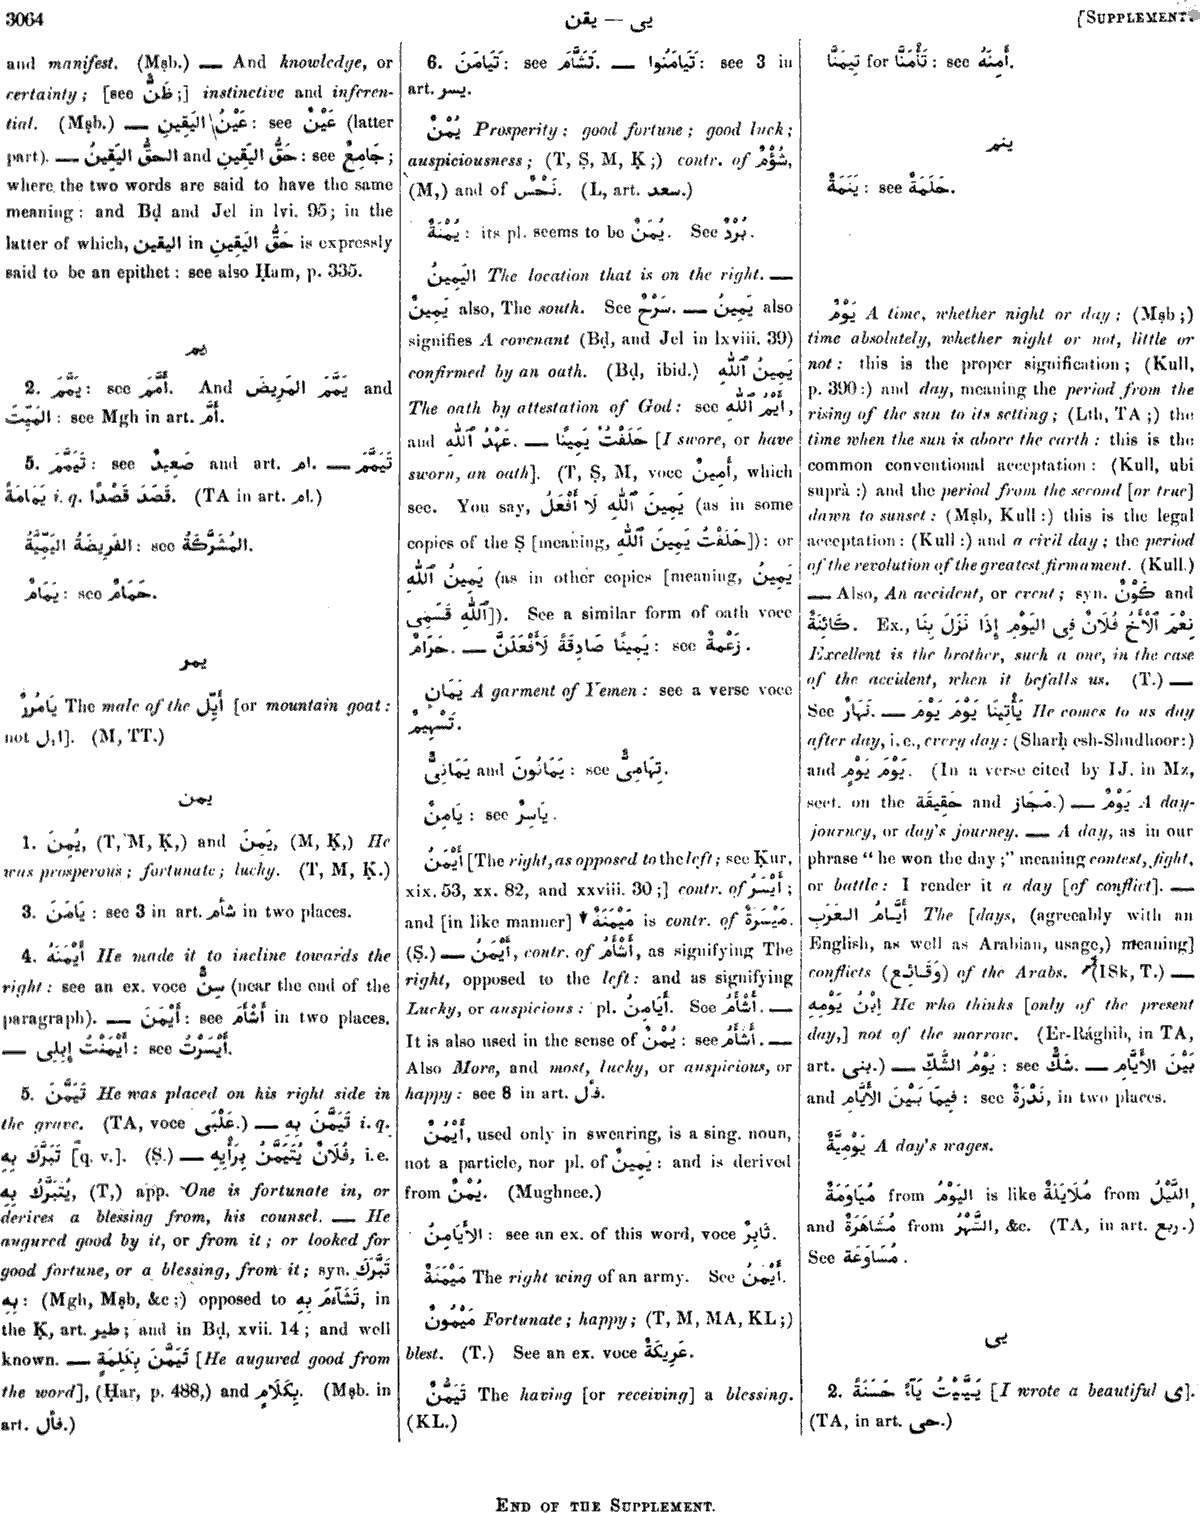 3064
يى — يقن
[SUPPLEMENT.
and manifest. (Mṣb.) — And knowledge, or
certainty; [see ظَنٌّ;] instinctive and inferen-
tial. (Mṣb.) — عَيْنُ اليَقِينِ: see عَيْنٌ (latter
part). — الحَقُّ اليَقِينُ and حَقُّ اليَقِينِ: see جَامِعٌ;
where the two words are said to have the same
meaning: and Bḍ and Jel in lvi. 95; in the
latter of which, اليقين in حَقُّ اليَقِينِ is expressly
said to be an epithet: see also Ḥam, p. 335.
يم
2. يَمَّمَ: see أَمَّمَ. And يَمَّمَ المَرِيضَ and
المَيِّتَ: see Mgh in art. أَمَّ.
5. تَيَمَّمَ: see صَعِيدٌ and art. ام. — تَيَمَّمَ
يَمَامَةً i. q. قَصَدَ قَصْدًا. (TA in art. ام.)
الفَرِيضَةُ اليَمِّيَّةُ: see المُشَرَّكَةُ.
يَمَامٌ: see حَمَامٌ.
يمر
يَامُورٌ The male of the أَيِّل [or mountain goat:
not ابل]. (M, TT.)
يمن
1. يُمِنَ, (T, M, Ḳ,) and يَمِنَ, (M, Ḳ,) He
was prosperous; fortunate; lucky. (T, M, Ḳ.)
3. يَامَنَ: see 3 in art. شأم in two places.
4. أَيْمَنَهُ He made it to incline towards the
right: see an ex. voce سِنٌّ (near the end of the
paragraph). — أَيْمَنَ: see أَشْأَمَ in two places.
— أَيْمَنْتُ إِبِلِى: see أَيْسَرْتُ.
5. تَيَمَّنَ He was placed on his right side in
the grave. (TA, voce عَلْبَى.) — تَيَمَّنَ بِهِ i. q.
تَبَرَّكَ بِهِ [q. v.]. (Ṣ.) — فُلَانٌ يُتَيَمَّنُ بِرَأْيِهِ, i.e.
يُتَبَرَّكُ بِهِ, (T,) app. One is fortunate in, or
derives a blessing from, his counsel. — He
augured good by it, or from it; or looked for
good fortune, or a blessing, from it; syn. تَبَرَّكَ
بِهِ: (Mgh, Mṣb, &c;) opposed to تَشَآءَمَ بِهِ, in
the Ḳ, art. طير; and in Bḍ, xvii. 14; and well
known. — تَيَمَّنَ بِكَلِمَةٍ [He augured good from
the word], (Ḥar, p. 488,) and بِكَلَامٍ. (Mṣb. in
art. فأل.)
6. تَيَامَنَ: see تَشَّأَمَ. — تَيَامَنُوا: see 3 in
art. يسر.
يُمْنٌ Prosperity: good fortune; good luck;
auspiciousness; (T, Ṣ, M, Ḳ;) contr. of شُؤْمٌ,
(M,) and of نَحْسٌ. (L, art. سعد.)
يُمْنَةٌ: its pl. seems to be يُمَنٌ. See بُرْدٌ.
اليَمِينُ The location that is on the right. —
يَمِينٌ also, The south. See سَرْحٌ. — يَمِينٌ also
signifies A covenant (Bḍ, and Jel in lxviii. 39)
confirmed by an oath. (Bḍ, ibid.) يَمِينُ ٱللّٰهِ
The oath by attestation of God: see أَيْمُ ٱللّٰهِ,
and عَهْدُ ٱللّٰهِ. — حَلَفْتُ يَمِينًا [I swore, or have
sworn, an oath]. (T, Ṣ, M, voce أَمِينٌ, which
see. You say, يَمِينَ ٱللّٰهِ لَا أَفْعَلُ (as in some
copies of the Ṣ [meaning, حَلَفْتُ يَمِينَ ٱللّٰهِ]): or
يَمِينُ ٱللّٰهِ (as in other copies [meaning, يَمِينُ
ٱللّٰهِ قَسَمِى]). See a similar form of oath voce
حَرَامٌ. — يَمِينًا صَادِقَةً لَأَفْعَلَنَّ: see زَعْمَةٌ.
يَمَانٍ A garment of Yemen: see a verse voce
تَسْهِيمٌ.
يَمَانِىٌّ and يَمَانُونَ: see تِهَامِىٌّ.
يَامِنٌ: see يَاسِرٌ.
أَيْمَنُ [The right, as opposed to the left; see Ḳur,
xix. 53, xx. 82, and xxviii. 30;] contr. of أَيْسَرُ;
and [in like manner] ↑ مَيْمَنَةٌ is contr. of مَيْسَرَةٌ.
(Ṣ.) — أَيْمَنُ, contr. of أَشْأَمُ, as signifying The
right, opposed to the left: and as signifying
Lucky, or auspicious: pl. أَيَامِنُ. See أَشْأَمُ. —
It is also used in the sense of يُمْنٌ: see أَشْأَمُ. —
Also More, and most, lucky, or auspicious, or
happy: see 8 in art. فأل.
أَيْمُنٌ, used only in swearing, is a sing. noun,
not a particle, nor pl. of يَمِينٌ: and is derived
from يُمْنٌ. (Mughnee.)
الأَيَامِنُ: see an ex. of this word, voce ثَابِرٌ.
مَيْمَنَةٌ The right wing of an army. See أَيْمَنُ.
مَيْمُونٌ Fortunate; happy; (T, M, MA, KL;)
blest. (T.) See an ex. voce عَرِيكَةٌ.
تَيَمُّنٌ The having [or receiving] a blessing.
(KL.)
تِيمَنَّا for تَأْمَنَّا: see أَمِنَهُ.
ينم
يَنَمَةٌ: see حَلَمَةٌ.
يَوْمٌ A time, whether night or day: (Mṣb;)
time absolutely, whether night or not, little or
not: this is the proper signification; (Kull,
p. 390:) and day, meaning the period from the
rising of the sun to its setting; (Lth, TA;) the
time when the sun is above the earth: this is the
common conventional acceptation: (Kull, ubi
suprà:) and the period from the second [or true]
dawn to sunset: (Mṣb, Kull:) this is the legal
acceptation: (Kull:) and a civil day; the period
of the revolution of the greatest firmament. (Kull.)
— Also, An accident, or event; syn. كَوْنٌ and
كَائِنَةٌ. Ex., نِعْمَ ٱلْأَخُ فُلَانٌ فِى اليَوْمِ إِذَا نَزَلَ بِنَا
Excellent is the brother, such a one, in the case
of the accident, when it befalls us. (T.) —
See نَهَارٌ. — يَأْتِينَا يَوْمَ يَوْمَ He comes to us day
after day, i.e., every day: (Sharḥ esh-Shudhoor:)
and يَوْمَ يَوْمٍ. (In a verse cited by IJ. in Mz,
sect. on the حَقِيقَة and مَجَاز.) — يَوْمٌ A day-
journey, or day's journey. — A day, as in our
phrase "he won the day;" meaning contest, fight,
or battle: I render it a day [of conflict]. —
أَيَّامُ العَرَبِ The [days, (agreeably with an
English, as well as Arabian, usage,) meaning]
conflicts (وَقَائِع) of the Arabs. (ISk, T.) —
اِبْنُ يَوْمِهِ He who thinks [only of the present
day,] not of the morrow. (Er-Rághib, in TA,
art. بنى.) — يَوْمُ الشَّكِّ: see شَكٌّ. — بَيْنَ الأَيَّامِ
and فِيمَا بَيْنَ الأَيَّامِ: see نَدْرَةٌ, in two places.
يَوْمِيَّةٌ A day's wages.
مُيَاوَمَةٌ from اليَوْمُ is like مُلَايَلَةٌ from اللَّيْلُ,
and مُشَاهَرَةٌ from الشَّهْرُ, &c. (TA, in art. ربع.)
See مُسَاوَعَة.
يى
2. يَيَّيْتُ يَآءً حَسَنَةً [I wrote a beautiful ى].
(TA, in art. حى.)
END OF THE SUPPLEMENT.